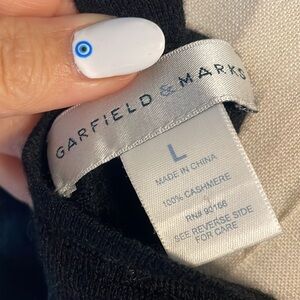 GARFIELD & MARKS
L
MADE IN CHINA
100% CASHMERE
RN# 90166
SEE REVERSE SIDE
FOR CARE